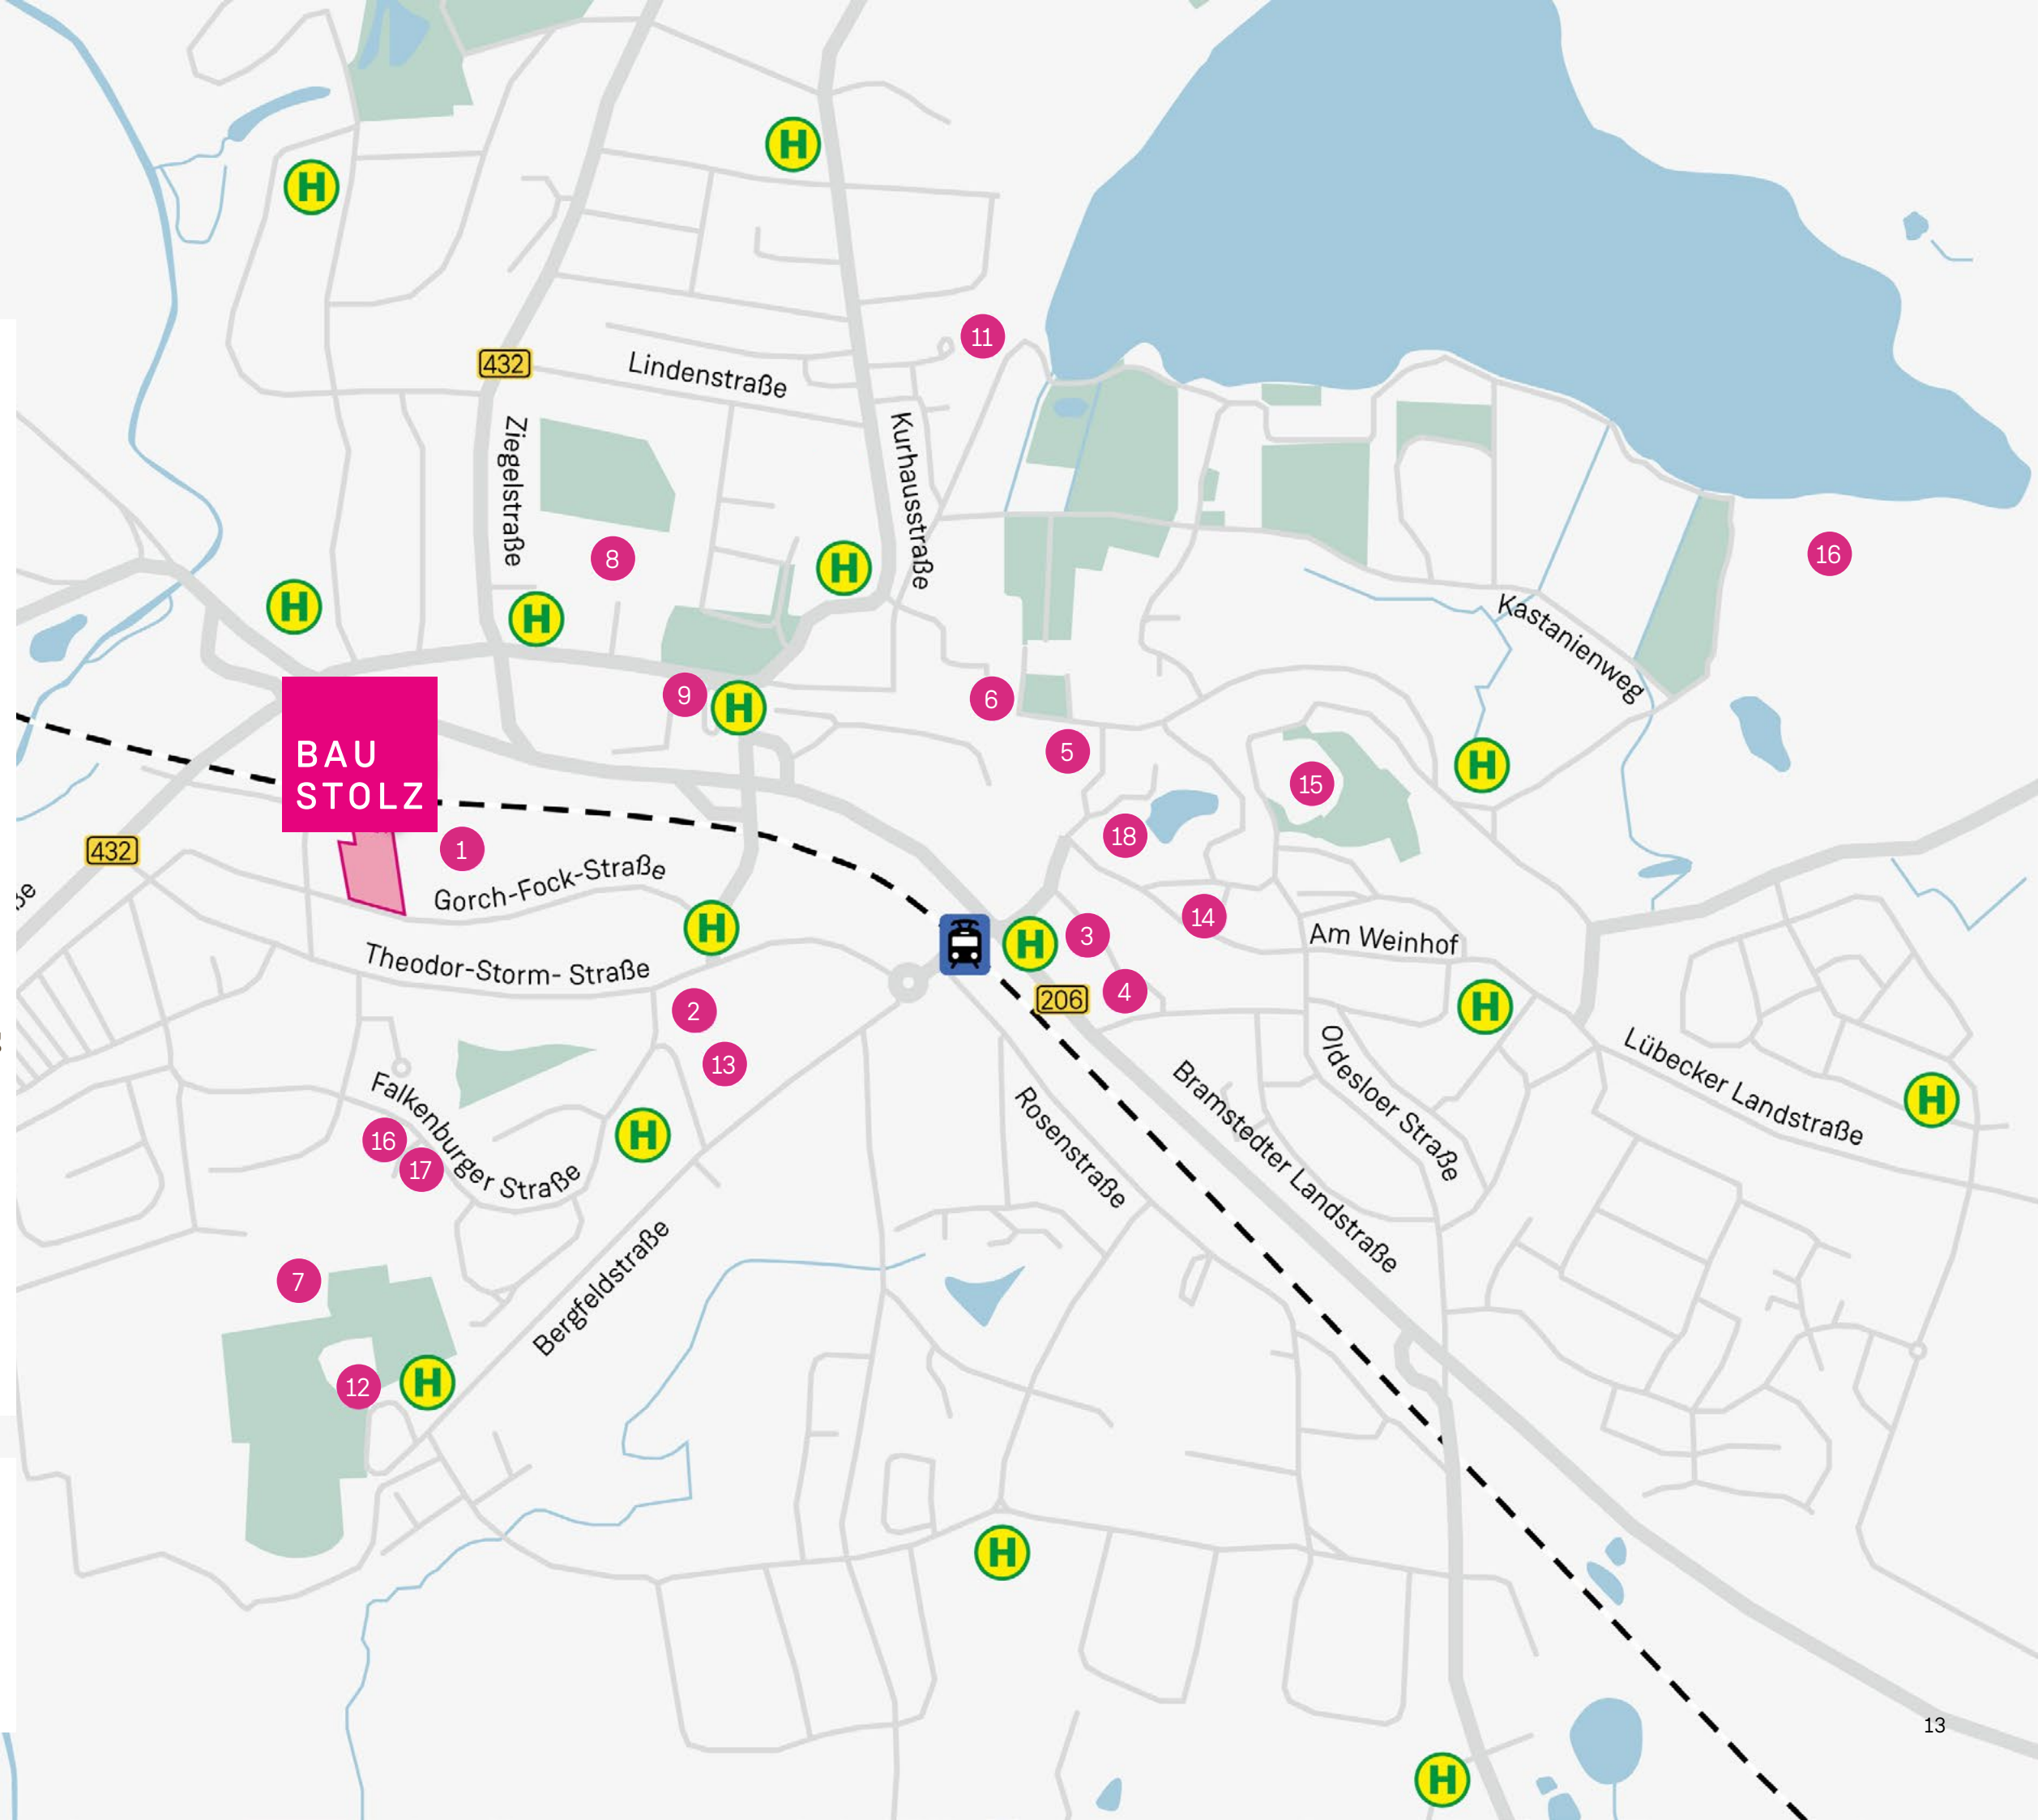 H
H
11
432
Lindenstraße
Ziegelstraße
Kurhausstraße
8
H
16
H
H
Kastanienweg
9
H
6
5
H
BAU
STOLZ
15
18
432
1
Gorch-Fock-Straße
ße
H
14
H
3
Am Weinhof
Theodor-Storm- Straße
4
206
H
2
13
Oldesloer Straße
Lübecker Landstraße
H
Falkenburger Straße
16
17
H
Rosenstraße
Bramstedter Landstraße
7
Bergfeldstraße
12
H
H
13
H